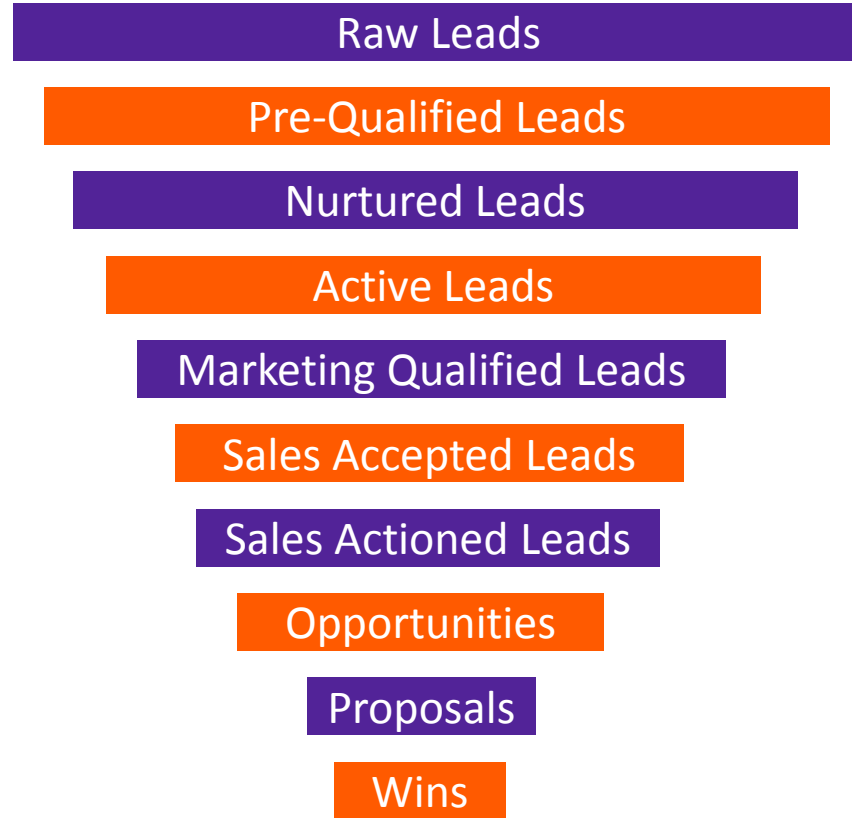 Raw Leads
Pre-Qualified Leads
Nurtured Leads
Active Leads
Marketing Qualified Leads
Sales Accepted Leads
Sales Actioned Leads
Opportunities
Proposals
Wins